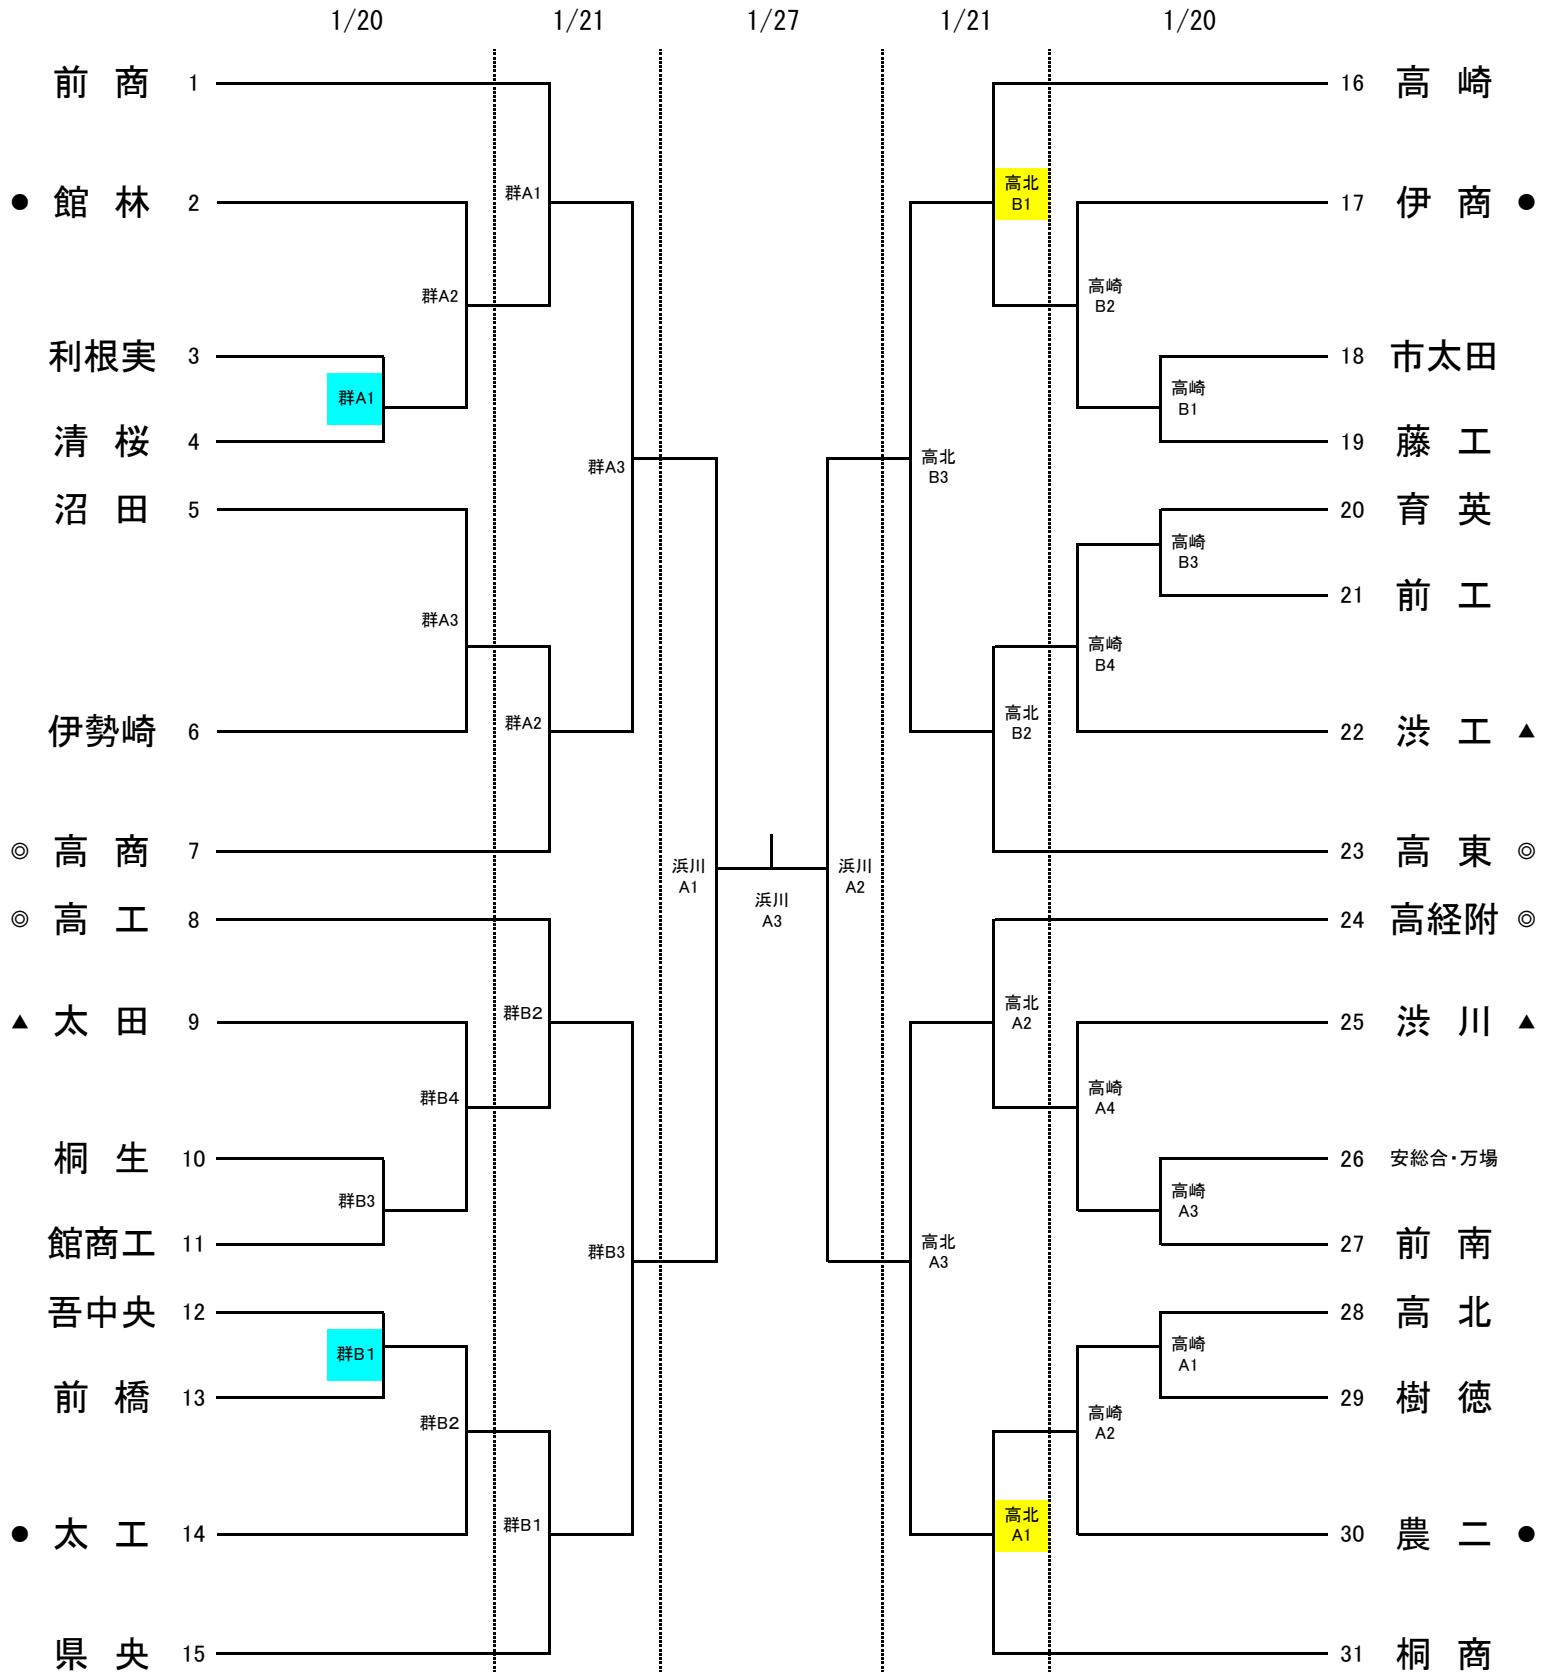 1/20 1/21 1/27 1/21 1/20
前 商 1
● 館 林 2
利根実 3
清 桜 4
沼 田 5
伊勢崎 6
◎ 高 商 7
◎ 高 工 8
▲ 太 田 9
桐 生 10
館商工 11
吾中央 12
前 橋 13
● 太 工 14
県 央 15
群A1
群A2
群A3
群B4
群B3
群B1
群B2
群A1
群A2
群B2
群B1
群A3
群B3
浜川
A1
浜川
A3
浜川
A2
高北
B3
高北
A3
高北
B1
高北
B2
高北
A2
高北
A1
高崎
B2
高崎
B1
高崎
B3
高崎
B4
高崎
A4
高崎
A3
高崎
A1
高崎
A2
16 高 崎
17 伊 商 ●
18 市太田
19 藤 工
20 育 英
21 前 工
22 渋 工 ▲
23 高 東 ◎
24 高経附 ◎
25 渋 川 ▲
26 安総合・万場
27 前 南
28 高 北
29 樹 徳
30 農 二 ●
31 桐 商